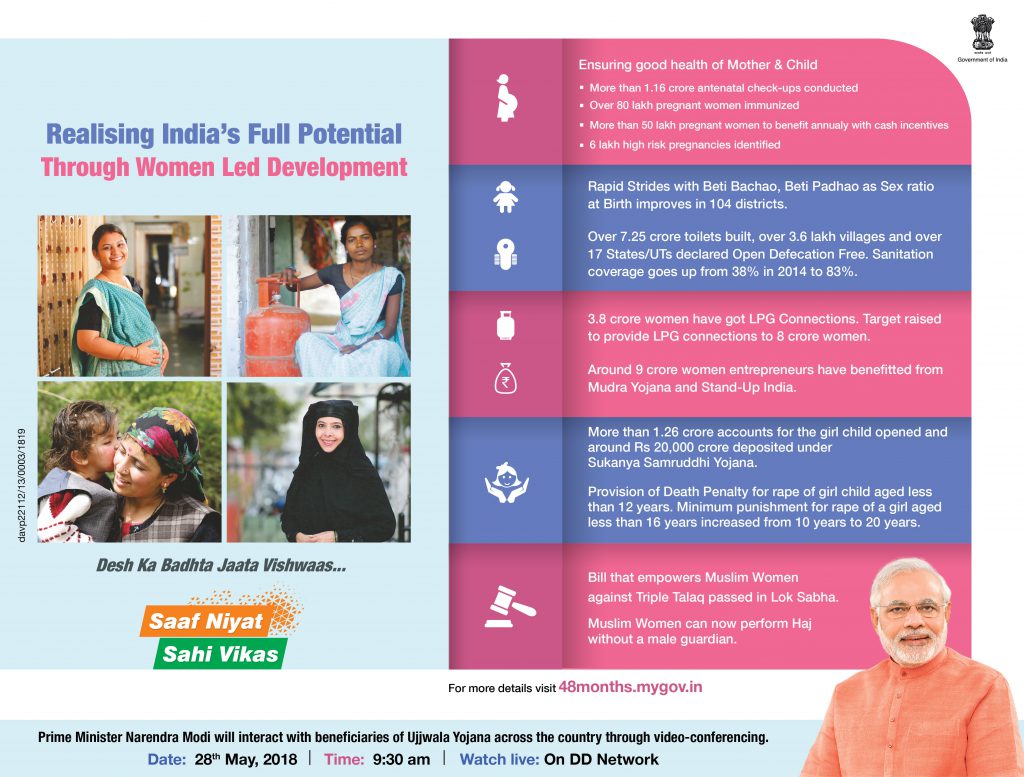 Government of India
Realising India's Full Potential
Through Women Led Development
Ensuring good health of Mother & Child
▪ More than 1.16 crore antenatal check-ups conducted
▪ Over 80 lakh pregnant women immunized
▪ More than 50 lakh pregnant women to benefit annualy with cash incentives
▪ 6 lakh high risk pregnancies identified
Rapid Strides with Beti Bachao, Beti Padhao as Sex ratio
at Birth improves in 104 districts.
Over 7.25 crore toilets built, over 3.6 lakh villages and over
17 States/UTs declared Open Defecation Free. Sanitation
coverage goes up from 38% in 2014 to 83%.
3.8 crore women have got LPG Connections. Target raised
to provide LPG connections to 8 crore women.
₹
Around 9 crore women entrepreneurs have benefitted from
Mudra Yojana and Stand-Up India.
More than 1.26 crore accounts for the girl child opened and
around Rs 20,000 crore deposited under
Sukanya Samruddhi Yojana.
Provision of Death Penalty for rape of girl child aged less
than 12 years. Minimum punishment for rape of a girl aged
less than 16 years increased from 10 years to 20 years.
Bill that empowers Muslim Women
against Triple Talaq passed in Lok Sabha.
Muslim Women can now perform Haj
without a male guardian.
davp22112/13/0003/1819
Desh Ka Badhta Jaata Vishwaas...
Saaf Niyat
Sahi Vikas
For more details visit 48months.mygov.in
Prime Minister Narendra Modi will interact with beneficiaries of Ujjwala Yojana across the country through video-conferencing.
Date: 28th May, 2018 | Time: 9:30 am | Watch live: On DD Network